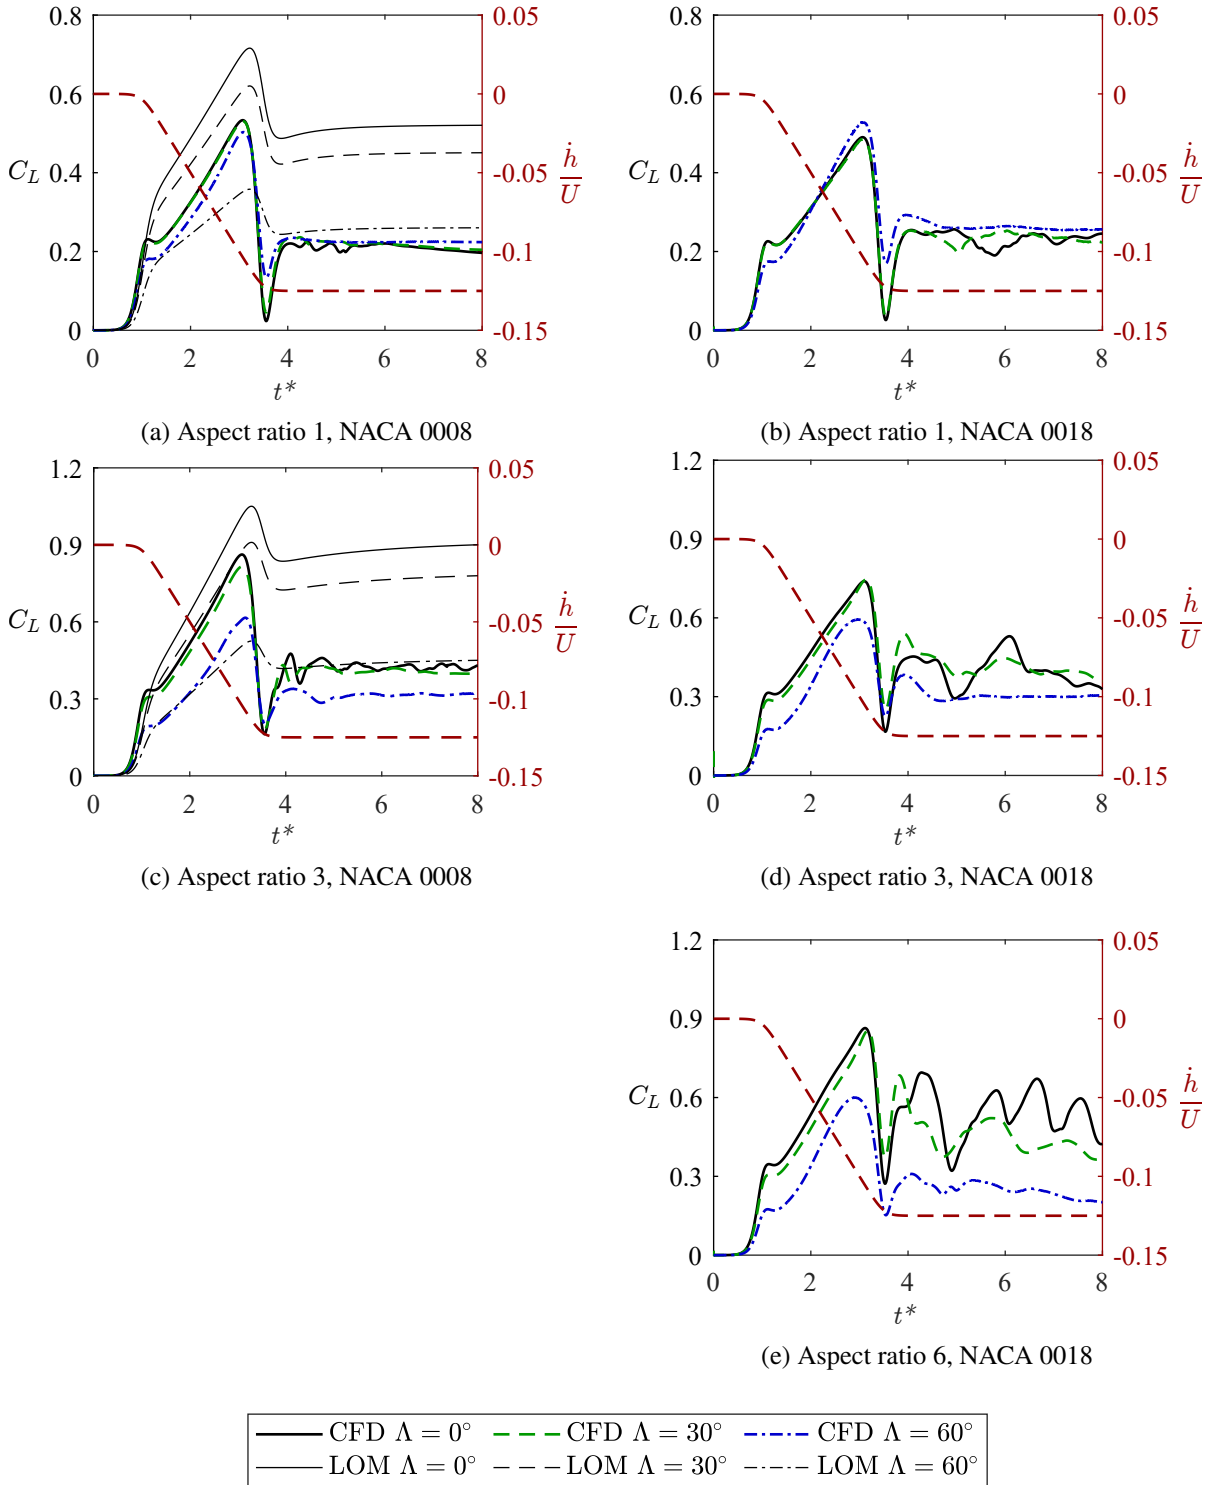 0.8
0.6
0.4
0.2
0
C_L
0.05
0
-0.05
-0.1
-0.15
ḣ
U
0 2 4 6 8
t*
(a) Aspect ratio 1, NACA 0008
0.8
0.6
0.4
0.2
0
C_L
0.05
0
-0.05
-0.1
-0.15
ḣ
U
0 2 4 6 8
t*
(b) Aspect ratio 1, NACA 0018
1.2
0.9
0.6
0.3
0
C_L
0.05
0
-0.05
-0.1
-0.15
ḣ
U
0 2 4 6 8
t*
(c) Aspect ratio 3, NACA 0008
1.2
0.9
0.6
0.3
0
C_L
0.05
0
-0.05
-0.1
-0.15
ḣ
U
0 2 4 6 8
t*
(d) Aspect ratio 3, NACA 0018
1.2
0.9
0.6
0.3
0
C_L
0.05
0
-0.05
-0.1
-0.15
ḣ
U
0 2 4 6 8
t*
(e) Aspect ratio 6, NACA 0018
CFD Λ = 0° CFD Λ = 30° CFD Λ = 60°
LOM Λ = 0° LOM Λ = 30° LOM Λ = 60°